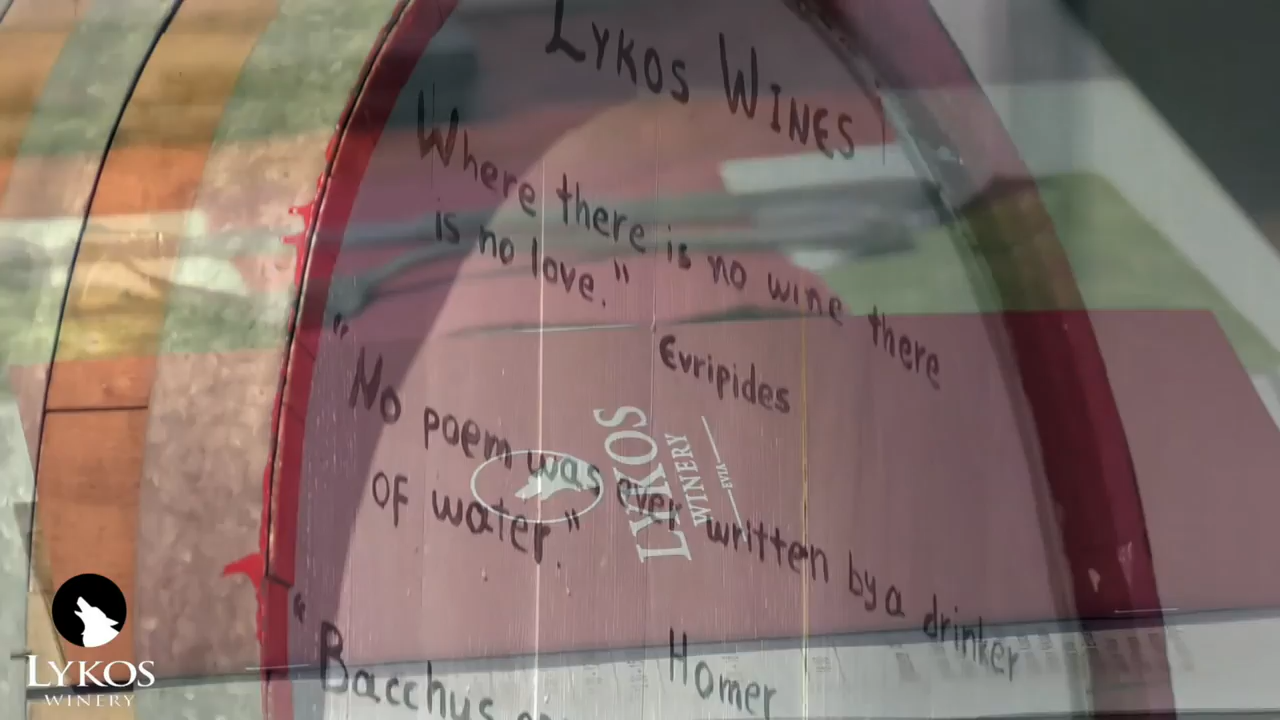 LYKOS WINES
Where there is no wine there
is no love."
Evripides
"No poem was ever written by a drinker
OF water."
Homer
"Bacchus
LYKOS
WINERY
EVIA
LYKOS
WINERY